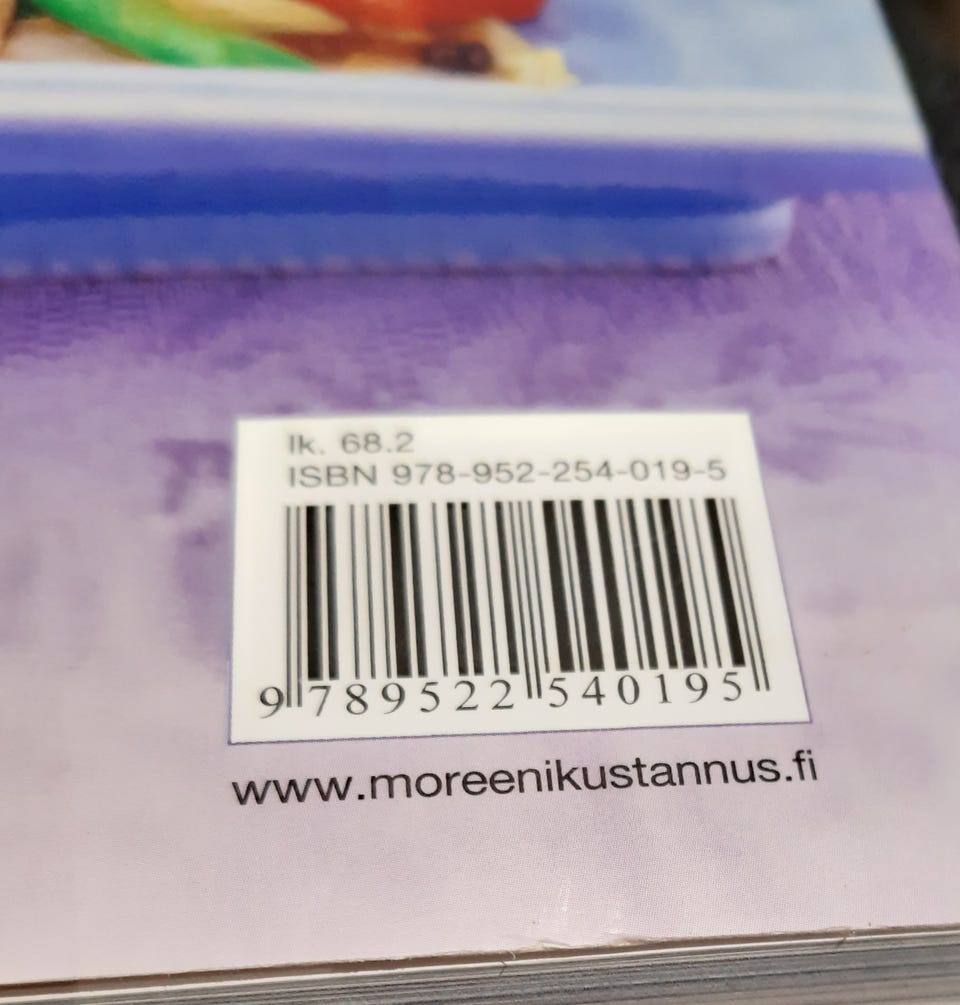 lk. 68.2
ISBN 978-952-254-019-5
9 789522 540195
www.moreenikustannus.fi